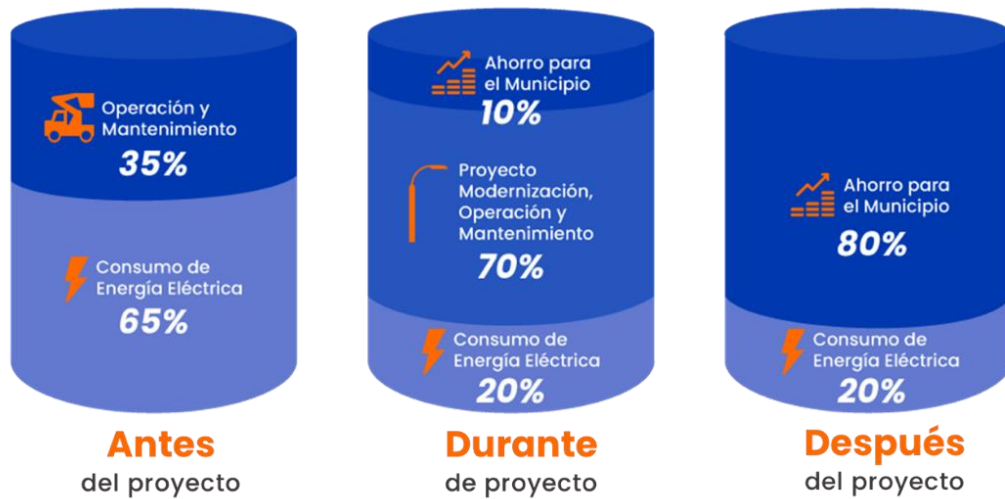 Operación y
Mantenimiento
35%
Consumo de
Energía Eléctrica
65%
Antes
del proyecto
Ahorro para
el Municipio
10%
Proyecto
Modernización,
Operación y
Mantenimiento
70%
Consumo de
Energía Eléctrica
20%
Durante
de proyecto
Ahorro para
el Municipio
80%
Consumo de
Energía Eléctrica
20%
Después
del proyecto